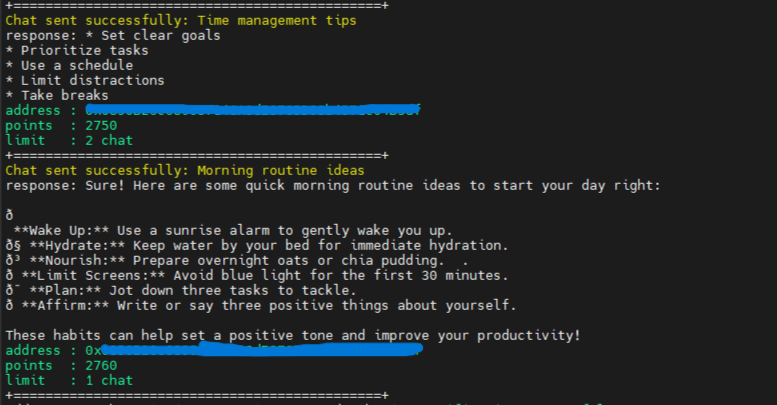 +==============================================+
Chat sent successfully: Time management tips
response: * Set clear goals
* Prioritize tasks
* Use a schedule
* Limit distractions
* Take breaks
address :
points  : 2750
limit   : 2 chat
+==============================================+
Chat sent successfully: Morning routine ideas
response: Sure! Here are some quick morning routine ideas to start your day right:
ð
**Wake Up:** Use a sunrise alarm to gently wake you up.
ð§ **Hydrate:** Keep water by your bed for immediate hydration.
ð³ **Nourish:** Prepare overnight oats or chia pudding.  .
ð **Limit Screens:** Avoid blue light for the first 30 minutes.
ð¯ **Plan:** Jot down three tasks to tackle.
ð **Affirm:** Write or say three positive things about yourself.
These habits can help set a positive tone and improve your productivity!
address : 0x
points  : 2760
limit   : 1 chat
+==============================================+